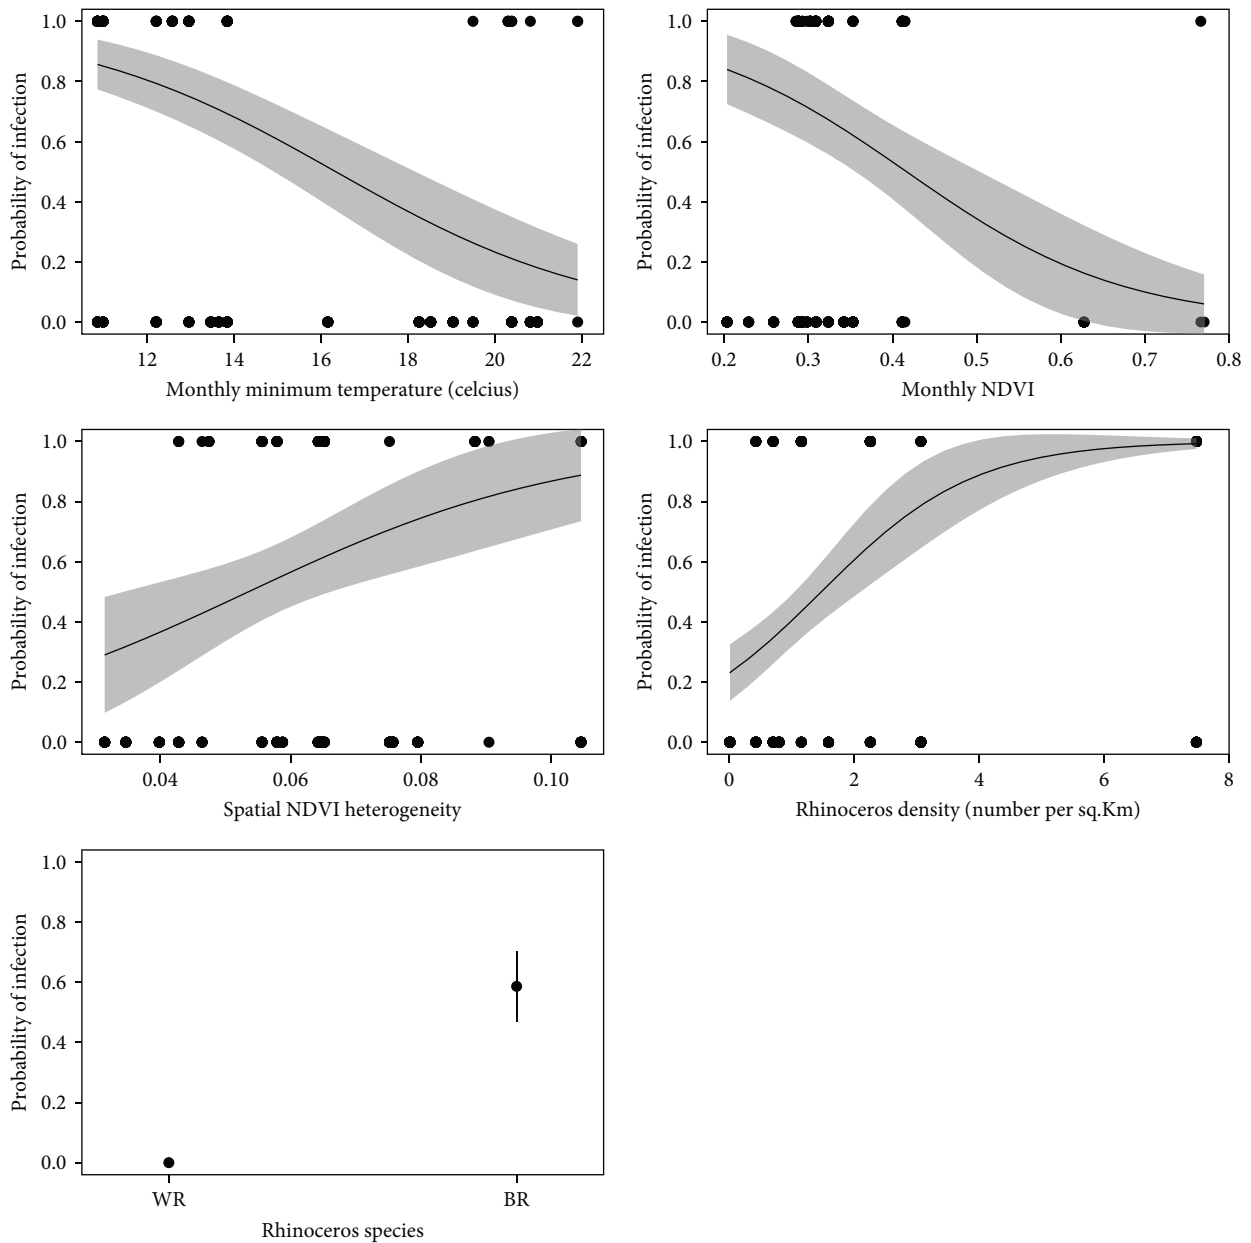 1.0
0.8
0.6
0.4
0.2
0.0
Probability of infection
12 14 16 18 20 22
Monthly minimum temperature (celcius)
1.0
0.8
0.6
0.4
0.2
0.0
Probability of infection
0.2 0.3 0.4 0.5 0.6 0.7 0.8
Monthly NDVI
1.0
0.8
0.6
0.4
0.2
0.0
Probability of infection
0.04 0.06 0.08 0.10
Spatial NDVI heterogeneity
1.0
0.8
0.6
0.4
0.2
0.0
Probability of infection
0 2 4 6 8
Rhinoceros density (number per sq.Km)
1.0
0.8
0.6
0.4
0.2
0.0
Probability of infection
WR BR
Rhinoceros species